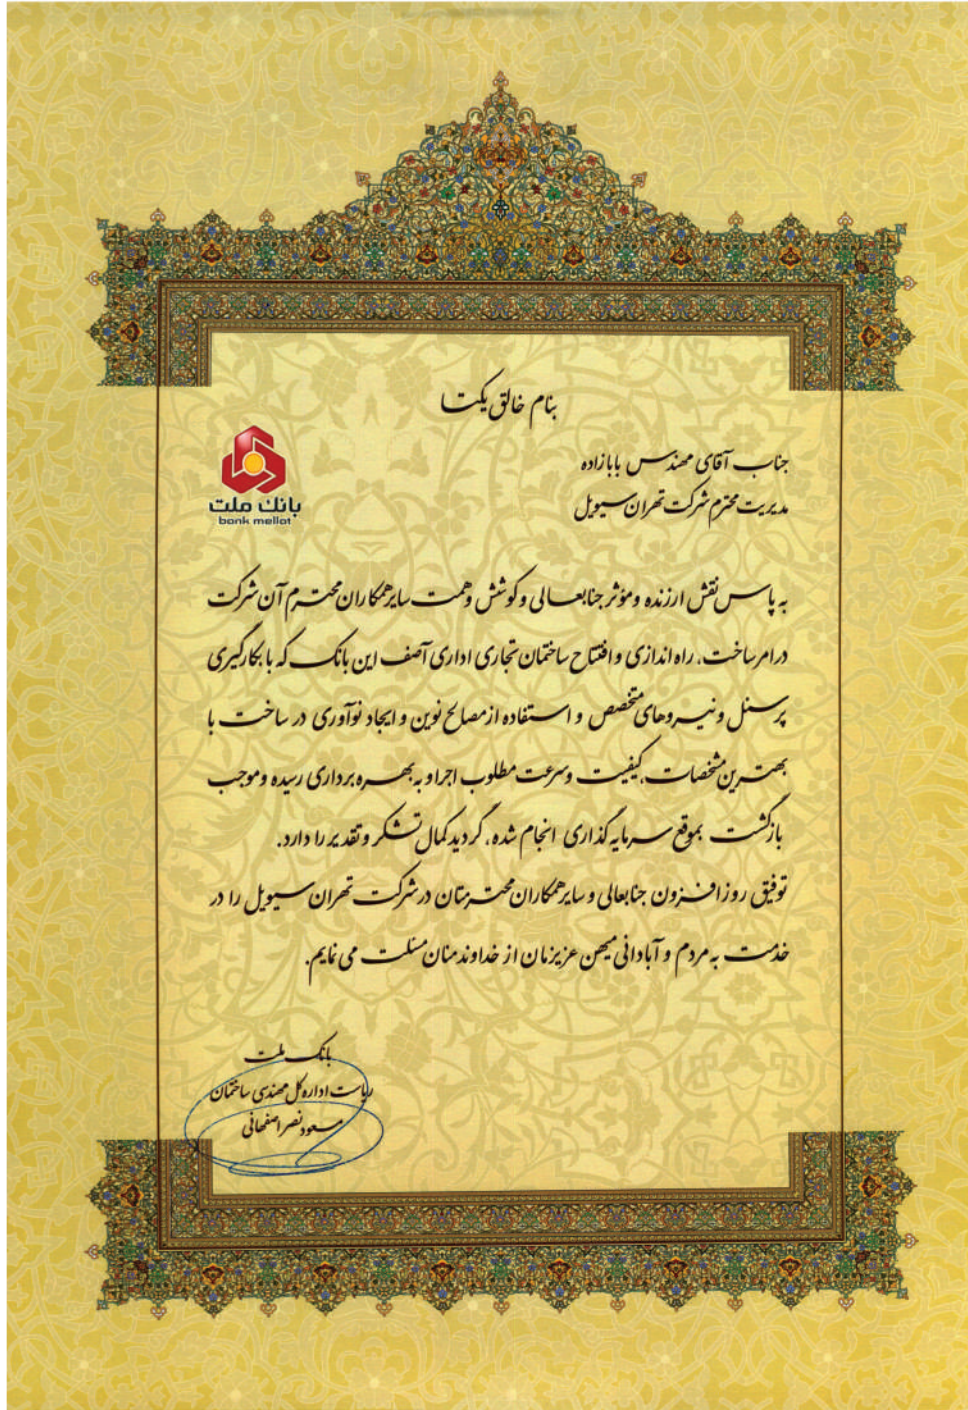 بنام خالق یکتا
بانك ملت
bank mellat
جناب آقای مهندس بابازاده
مدیریت محترم شرکت تهران سیویل
به پاس نقش ارزنده و مؤثر جنابعالی و کوشش و همت سایر همکاران محترم آن شرکت
در امر ساخت، راه اندازی و افتتاح ساختمان تجاری اداری آصف این بانک که با بکارگیری
پرسنل و نیروهای متخصص و استفاده از مصالح نوین و ایجاد نوآوری در ساخت با
بهترین مشخصات، کیفیت و سرعت مطلوب اجرا و به بهره برداری رسیده و موجب
بازگشت بموقع سرمایه گذاری انجام شده، گردید کمال تشکر و تقدیر را دارد.
توفیق روز افزون جنابعالی و سایر همکاران محترمتان در شرکت تهران سیویل را در
خدمت به مردم و آبادانی میهن عزیزمان از خداوند منان مسئلت می نمایم.
بانک ملت
ریاست اداره کل مهندسی ساختمان
مسعود نصر اصفهانی